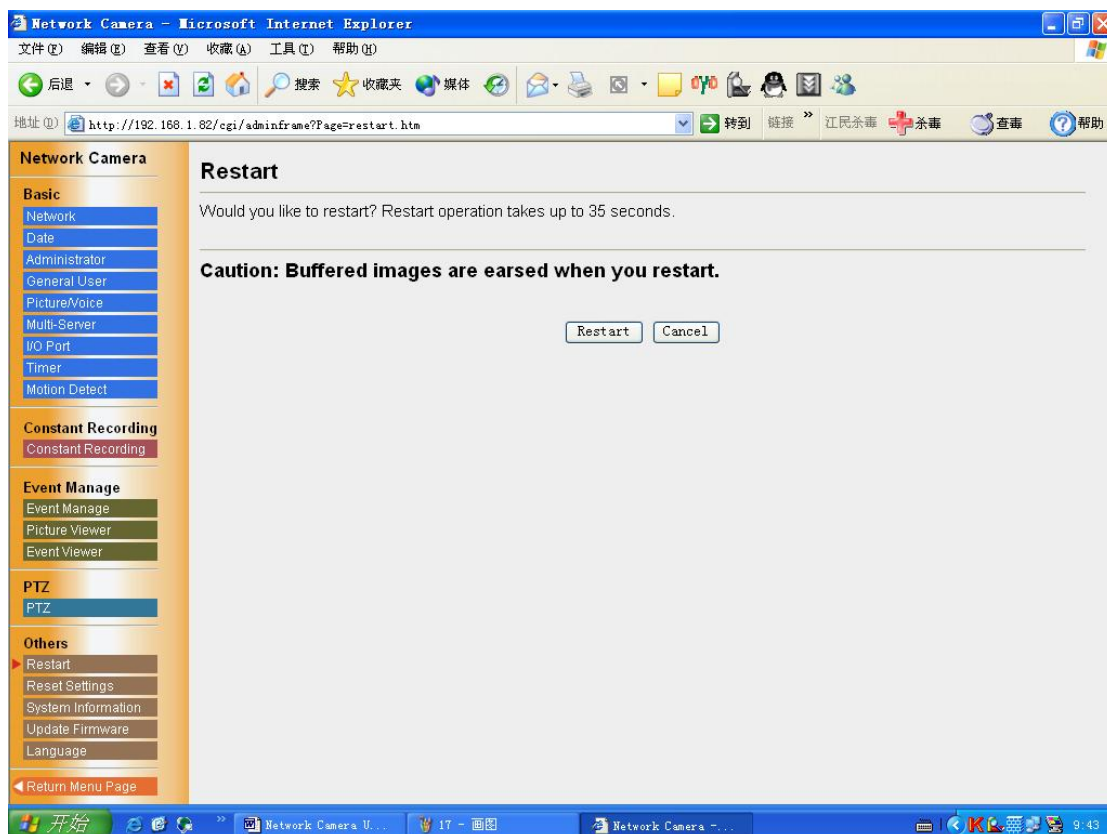 Network Camera - Microsoft Internet Explorer
文件(F) 编辑(E) 查看(V) 收藏(A) 工具(T) 帮助(H)
后退 搜索 收藏夹 媒体
地址(D) http://192.168.1.82/cgi/adminframe?Page=restart.htm 转到 链接 » 江民杀毒 杀毒 查毒 帮助
Network Camera
Basic
Network
Date
Administrator
General User
Picture/Voice
Multi-Server
I/O Port
Timer
Motion Detect
Constant Recording
Constant Recording
Event Manage
Event Manage
Picture Viewer
Event Viewer
PTZ
PTZ
Others
Restart
Reset Settings
System Information
Update Firmware
Language
Return Menu Page
Restart
Would you like to restart? Restart operation takes up to 35 seconds.
Caution: Buffered images are earsed when you restart.
Restart Cancel
开始 » Network Camera U... 17 - 画图 Network Camera -... 9:43